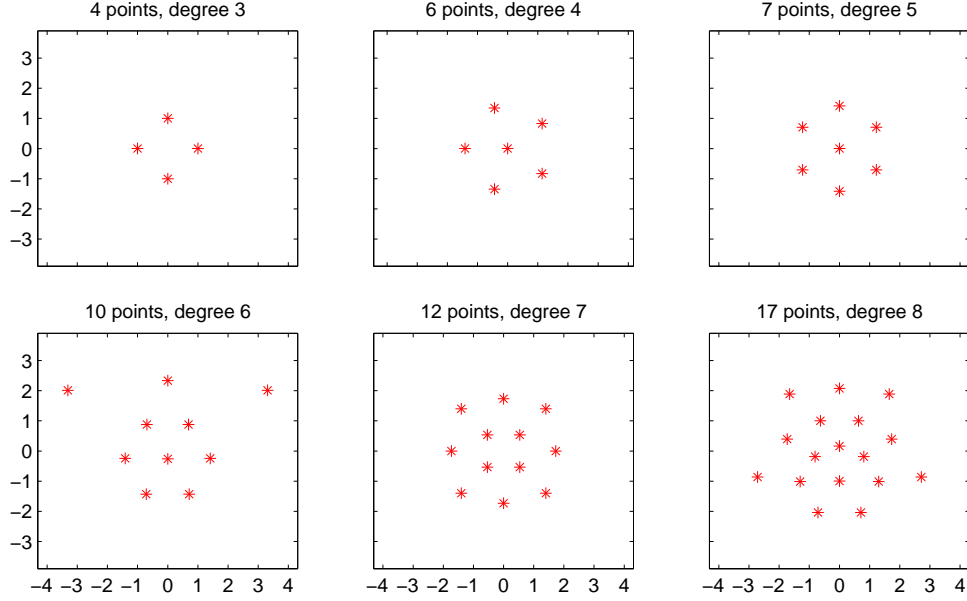 4 points, degree 3
6 points, degree 4
7 points, degree 5
3
2
1
0
−1
−2
−3
10 points, degree 6
12 points, degree 7
17 points, degree 8
3
2
1
0
−1
−2
−3
−4 −3 −2 −1 0 1 2 3 4
−4 −3 −2 −1 0 1 2 3 4
−4 −3 −2 −1 0 1 2 3 4